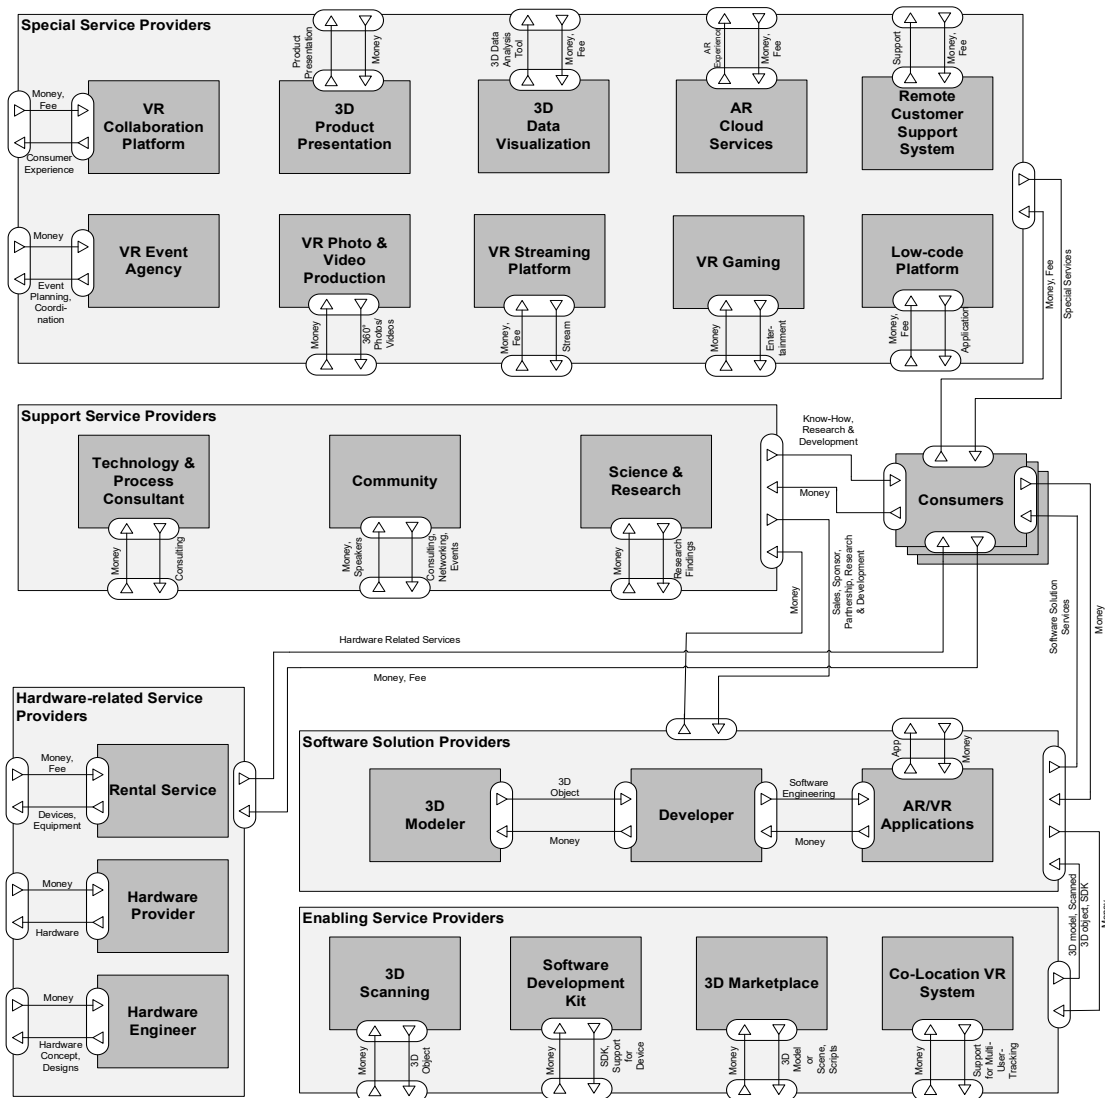 Special Service Providers
Product
Presentation
Money
3D Data
Analysis
Tool
Money,
Fee
AR
Experience
Money,
Fee
Support
Money,
Fee
Money,
Fee
Consumer
Experience
VR
Collaboration
Platform
3D
Product
Presentation
3D
Data
Visualization
AR
Cloud
Services
Remote
Customer
Support
System
Money
Event
Planning,
Coordi-
nation
VR Event
Agency
VR Photo &
Video
Production
VR Streaming
Platform
VR Gaming
Low-code
Platform
Money
360°
Photos/
Videos
Money,
Fee
Stream
Money
Enter-
tainment
Money,
Fee
Application
Money, Fee
Special Services
Support Service Providers
Technology &
Process
Consultant
Community
Science &
Research
Money
Consulting
Money,
Speakers
Consulting,
Networking,
Events
Money
Research
Findings
Know-How,
Research &
Development
Money
Consumers
Money
Sales, Sponsor,
Partnership, Research
& Development
Software Solution
Services
Money
Hardware Related Services
Money, Fee
Hardware-related Service
Providers
Money,
Fee
Devices,
Equipment
Rental Service
Money
Hardware
Hardware
Provider
Money
Hardware
Concept,
Designs
Hardware
Engineer
Software Solution Providers
App
Money
3D
Modeler
3D
Object
Money
Developer
Software
Engineering
Money
AR/VR
Applications
3D model, Scanned
3D object, SDK
Money
Enabling Service Providers
3D
Scanning
Software
Development
Kit
3D Marketplace
Co-Location VR
System
Money
3D
Object
Money
SDK,
Support
for
Device
Money
3D
Model
or
Scene,
Scripts
Money
Support
for Multi-
User-
Tracking